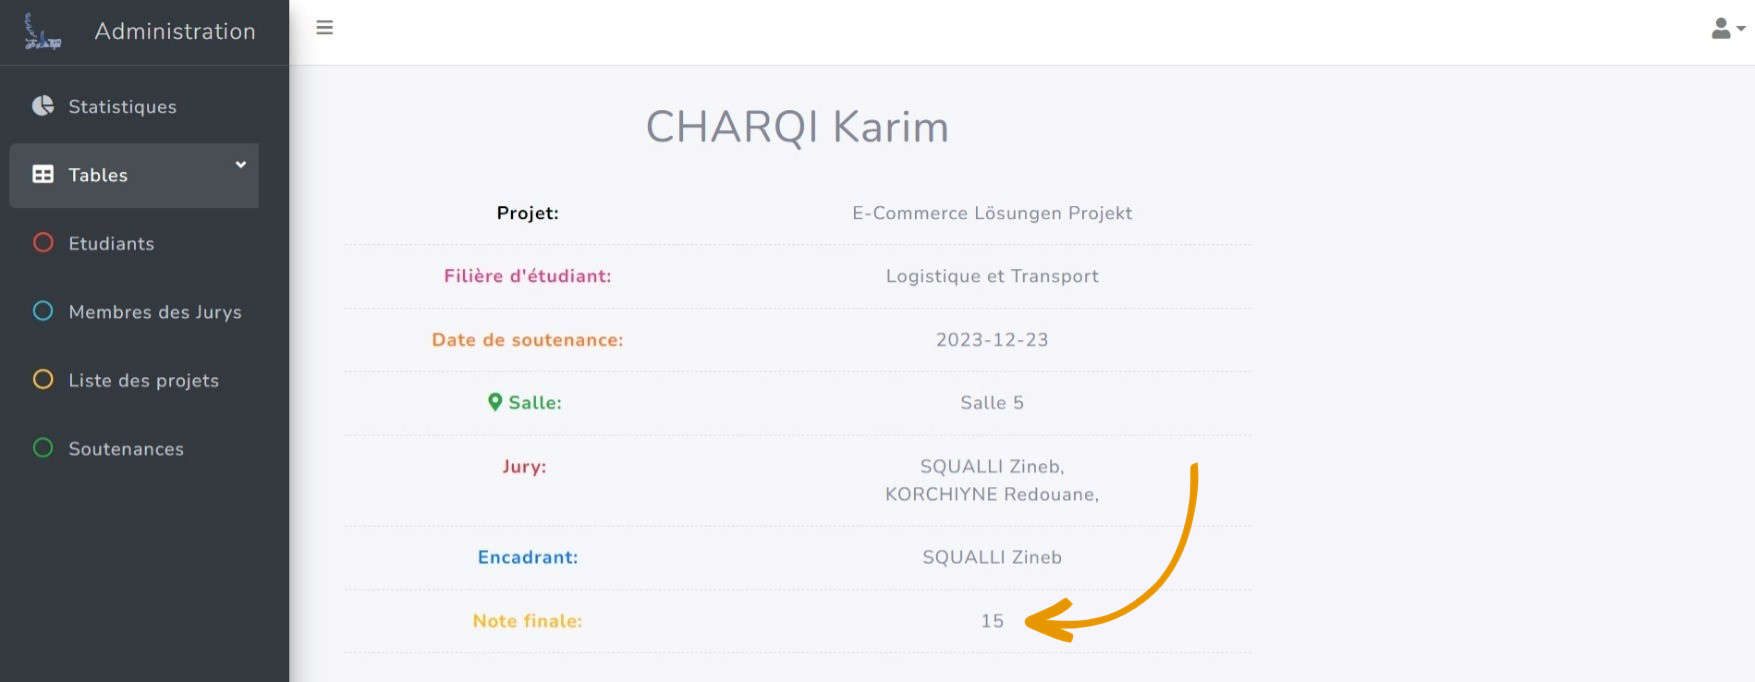 Administration
Statistiques
Tables
Etudiants
Membres des Jurys
Liste des projets
Soutenances
CHARQI Karim
Projet: E-Commerce Lösungen Projekt
Filière d'étudiant: Logistique et Transport
Date de soutenance: 2023-12-23
Salle: Salle 5
Jury: SQUALLI Zineb,
KORCHIYNE Redouane,
Encadrant: SQUALLI Zineb
Note finale: 15